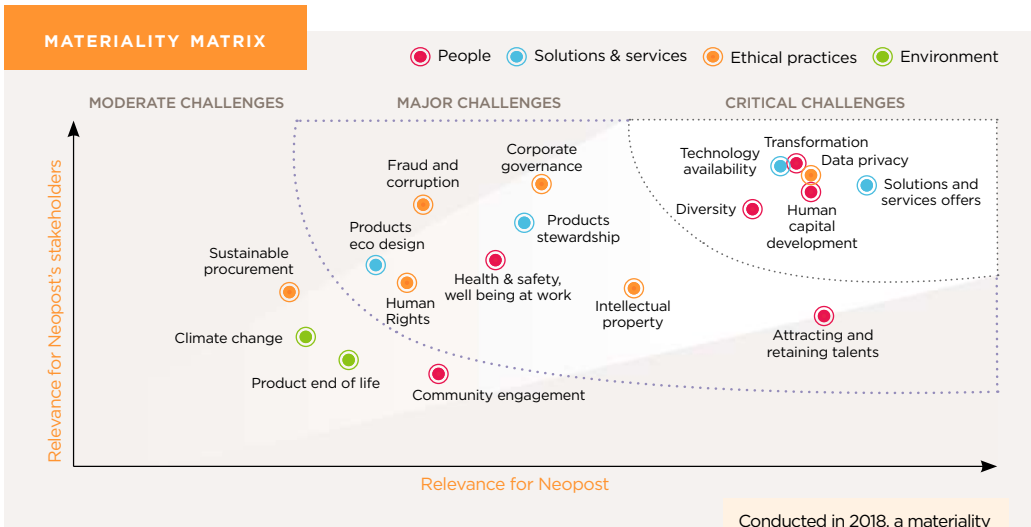 MATERIALITY MATRIX
People
Solutions & services
Ethical practices
Environment
MODERATE CHALLENGES
MAJOR CHALLENGES
CRITICAL CHALLENGES
Relevance for Neopost's stakeholders
Transformation
Technology
availability
Data privacy
Solutions and
services offers
Diversity
Human
capital
development
Corporate
governance
Fraud and
corruption
Products
stewardship
Products
eco design
Sustainable
procurement
Health & safety,
well being at work
Human
Rights
Intellectual
property
Climate change
Attracting and
retaining talents
Product end of life
Community engagement
Relevance for Neopost
Conducted in 2018, a materiality